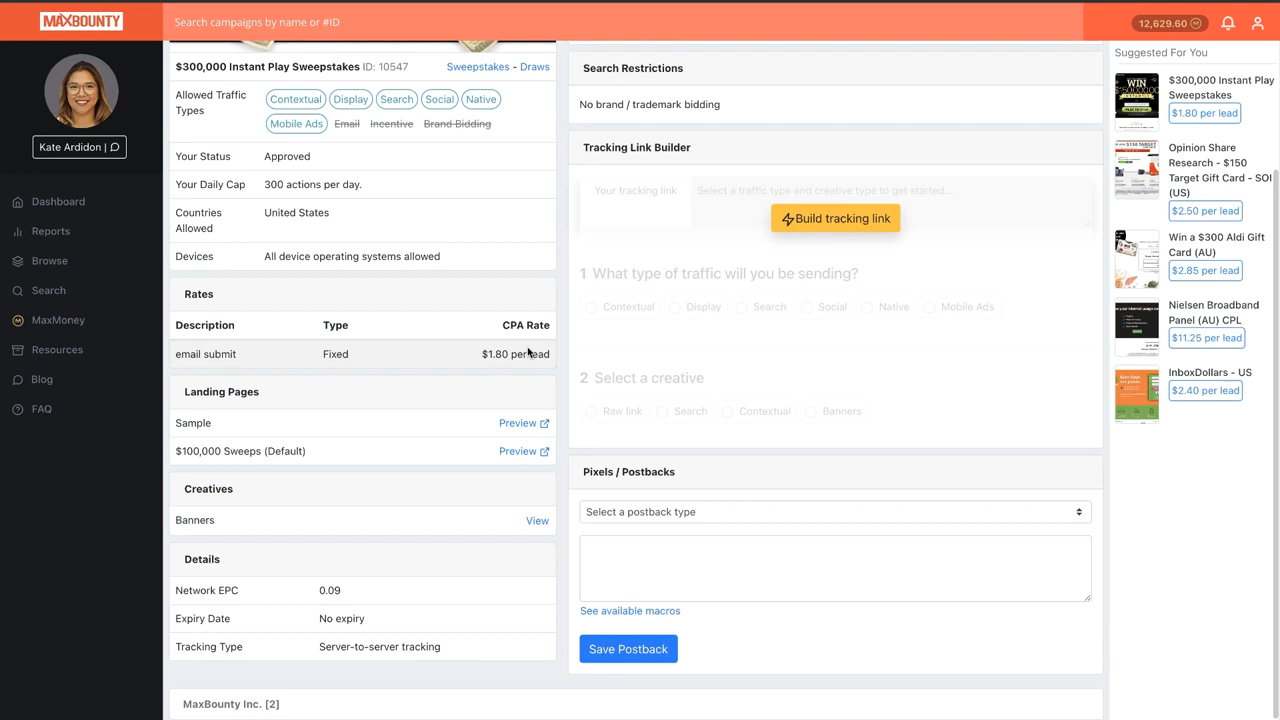 MAXBOUNTY
Search campaigns by name or #ID
12,629.60
Kate Ardidon |
Dashboard
Reports
Browse
Search
MaxMoney
Resources
Blog
FAQ
$300,000 Instant Play Sweepstakes ID: 10547
Sweepstakes - Draws
Allowed Traffic Types
Contextual
Display
Search
Social
Native
Mobile Ads
Email
Incentive
Bidding
Your Status
Approved
Your Daily Caps
300 actions per day.
Countries Allowed
United States
Devices
All device operating systems allowed
Rates
Description
Type
CPA Rate
email submit
Fixed
$1.80 per lead
Landing Pages
Sample
Preview
$100,000 Sweeps (Default)
Preview
Creatives
Banners
View
Details
Network EPC
0.09
Expiry Date
No expiry
Tracking Type
Server-to-server tracking
Search Restrictions
No brand / trademark bidding
Tracking Link Builder
Your tracking link
Select a traffic type and creative type to get started...
Build tracking link
1 What type of traffic will you be sending?
Contextual
Display
Search
Social
Native
Mobile Ads
2 Select a creative
Raw link
Search
Contextual
Banners
Pixels / Postbacks
Select a postback type
See available macros
Save Postback
MaxBounty Inc. [2]
Suggested For You
$300,000 Instant Play
Sweepstakes
$1.80 per lead
Opinion Share
Research - $150
Target Gift Card - SOI
(US)
$2.50 per lead
Win a $300 Aldi Gift
Card (AU)
$2.85 per lead
Nielsen Broadband
Panel (AU) CPL
$11.25 per lead
InboxDollars - US
$2.40 per lead